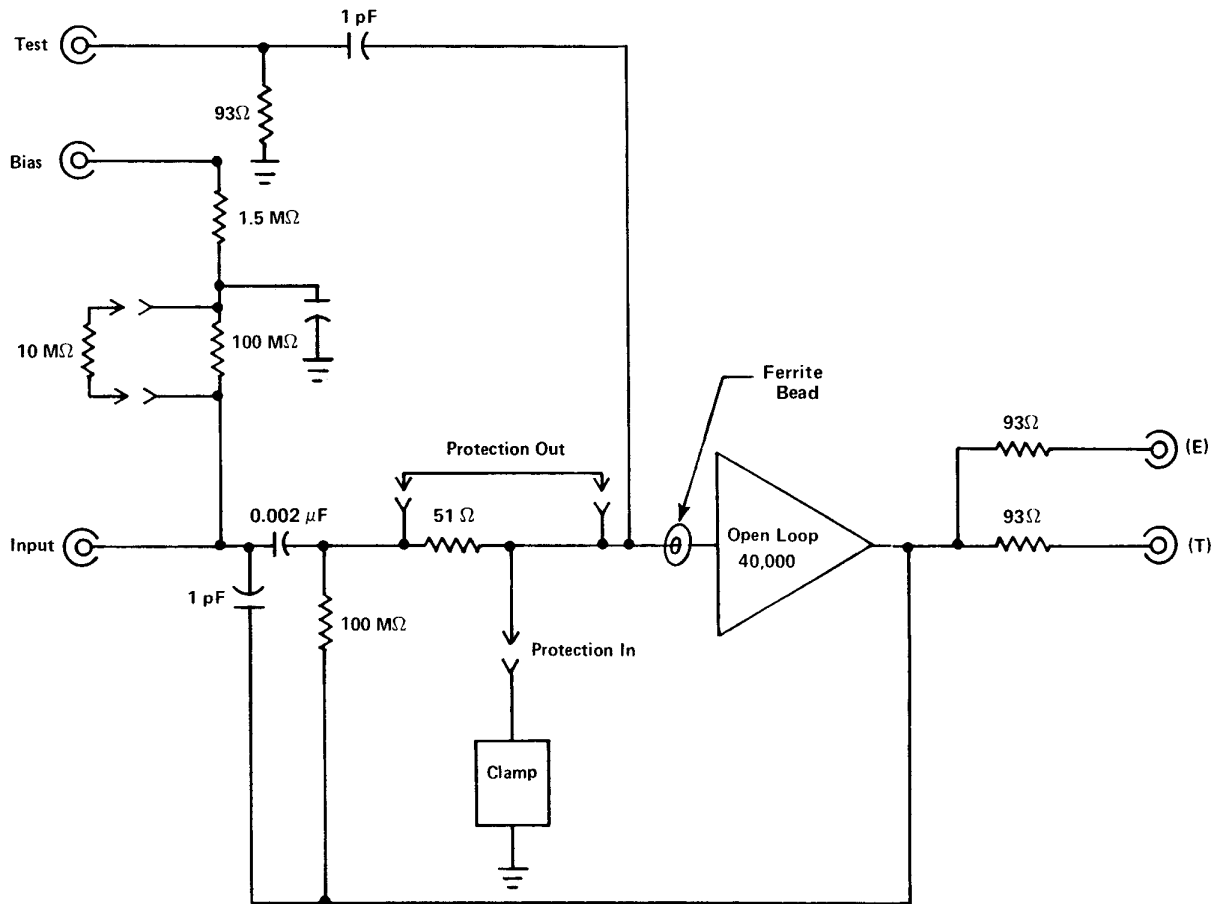 1 pF
Test
93Ω
Bias
1.5 MΩ
10 MΩ
100 MΩ
Ferrite
Bead
93Ω
(E)
Protection Out
0.002 μF
51 Ω
Input
Open Loop
40,000
93Ω
(T)
1 pF
100 MΩ
Protection In
Clamp